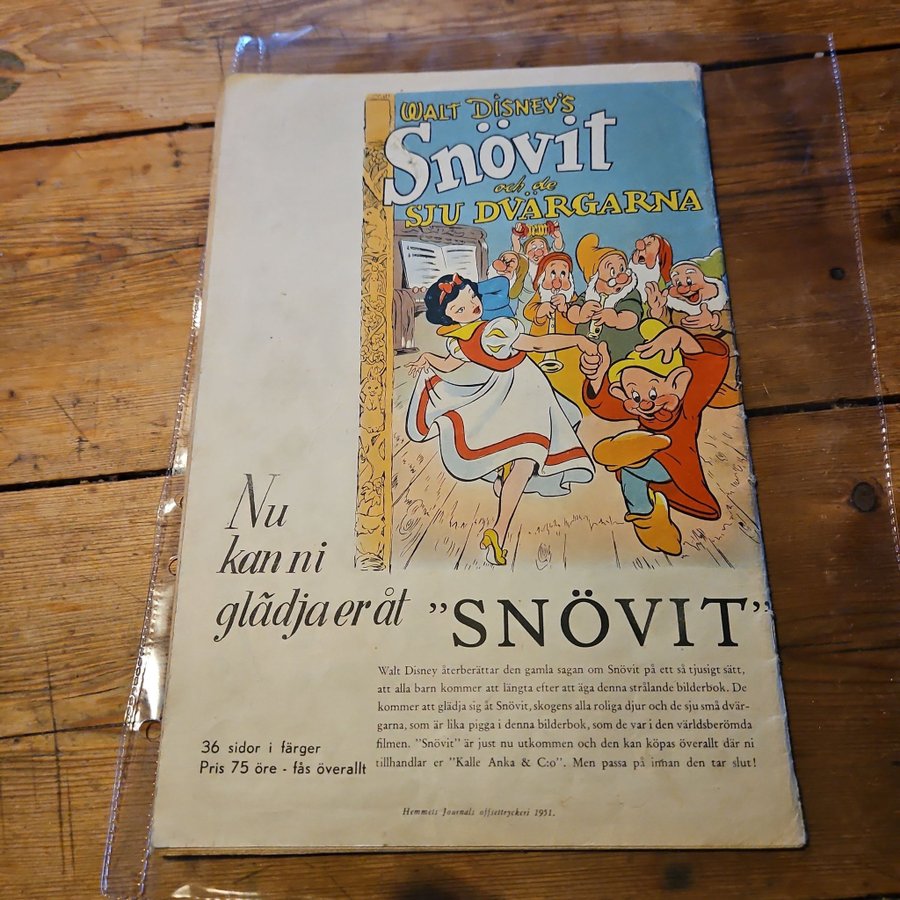 WALT DISNEY'S
Snövit
och de
SJU DVÄRGARNA
Nu
kan ni
glädja er åt "SNÖVIT"
Walt Disney återberättar den gamla sagan om Snövit på ett så tjusigt sätt,
att alla barn kommer att längta efter att äga denna strålande bilderbok. De
kommer att glädja sig åt Snövit, skogens alla roliga djur och de sju små dvär-
garna, som är lika pigga i denna bilderbok, som de var i den världsberömda
filmen. "Snövit" är just nu utkommen och den kan köpas överallt där ni
tillhandlar er "Kalle Anka & C:o". Men passa på innan den tar slut!
36 sidor i färger
Pris 75 öre - fås överallt
Hemmets Journals offsettryckeri 1951.